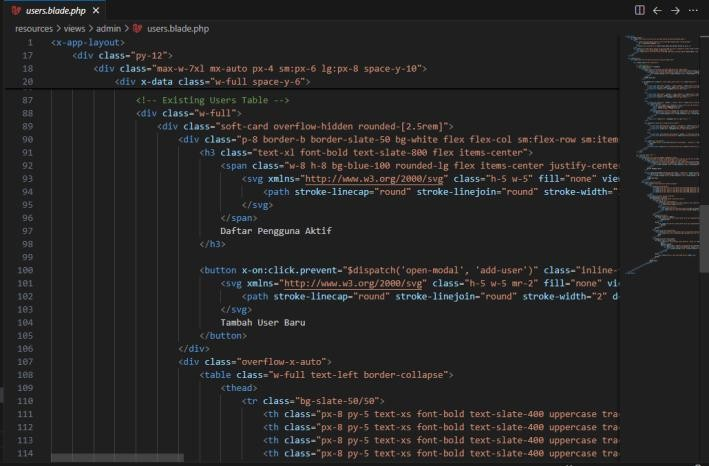 users.blade.php ×
resources > views > admin > users.blade.php
1 <x-app-layout>
17 <div class="py-12">
18 <div class="max-w-7xl mx-auto px-4 sm:px-6 lg:px-8 space-y-10">
20 <div x-data class="w-full space-y-6">
87 <!-- Existing Users Table -->
88 <div class="w-full">
89 <div class="soft-card overflow-hidden rounded-[2.5rem]">
90 <div class="p-8 border-b border-slate-50 bg-white flex flex-col sm:flex-row sm:item
91 <h3 class="text-xl font-bold text-slate-800 flex items-center">
92 <span class="w-8 h-8 bg-blue-100 rounded-lg flex items-center justify-cente
93 <svg xmlns="http://www.w3.org/2000/svg" class="h-5 w-5" fill="none" vie
94 <path stroke-linecap="round" stroke-linejoin="round" stroke-width="
95 </svg>
96 </span>
97 Daftar Pengguna Aktif
98 </h3>
99
100 <button x-on:click.prevent="$dispatch('open-modal', 'add-user')" class="inline-
101 <svg xmlns="http://www.w3.org/2000/svg" class="h-5 w-5 mr-2" fill="none" vi
102 <path stroke-linecap="round" stroke-linejoin="round" stroke-width="2" d
103 </svg>
104 Tambah User Baru
105 </button>
106 </div>
107 <div class="overflow-x-auto">
108 <table class="w-full text-left border-collapse">
109 <thead>
110 <tr class="bg-slate-50/50">
111 <th class="px-8 py-5 text-xs font-bold text-slate-400 uppercase tra
112 <th class="px-8 py-5 text-xs font-bold text-slate-400 uppercase tra
113 <th class="px-8 py-5 text-xs font-bold text-slate-400 uppercase tra
114 <th class="px-8 py-5 text-xs font-bold text-slate-400 uppercase tra